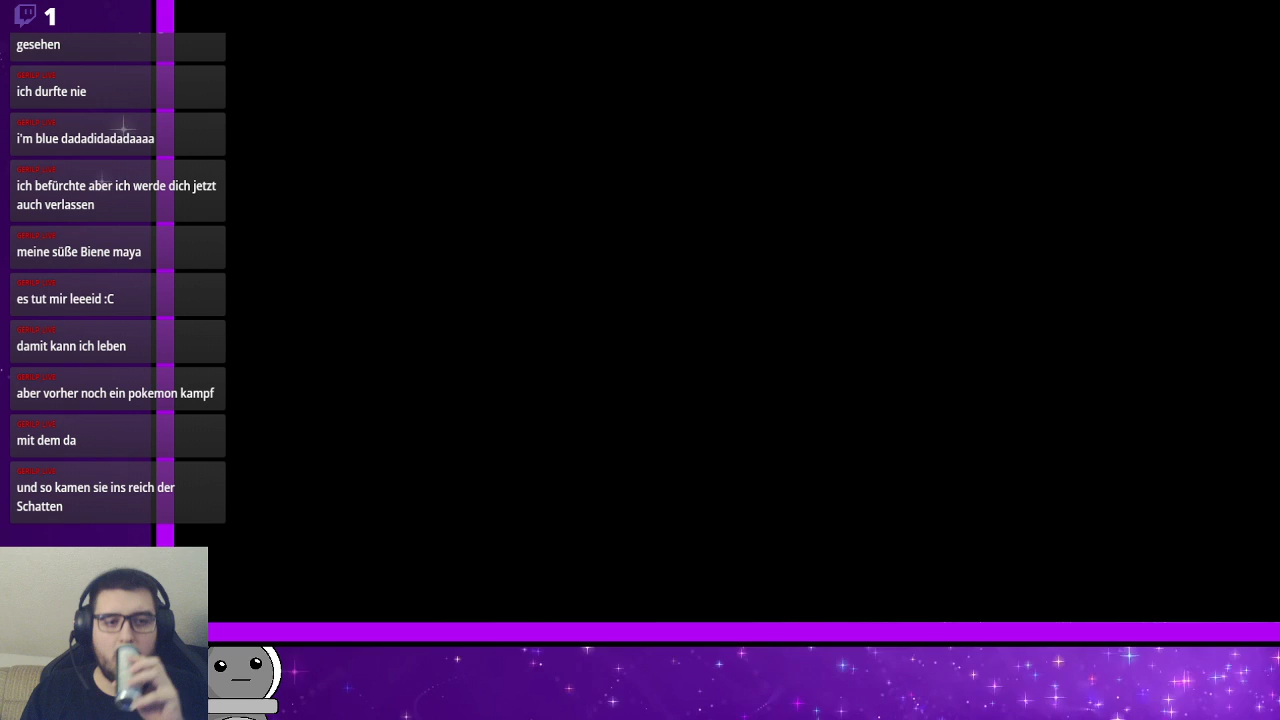 1
gesehen
ich durfte nie
i'm blue dadadidadadaaaa
ich befürchte aber ich werde dich jetzt
auch verlassen
meine süße Biene maya
es tut mir leeeid :C
damit kann ich leben
aber vorher noch ein pokemon kampf
mit dem da
und so kamen sie ins reich der
Schatten